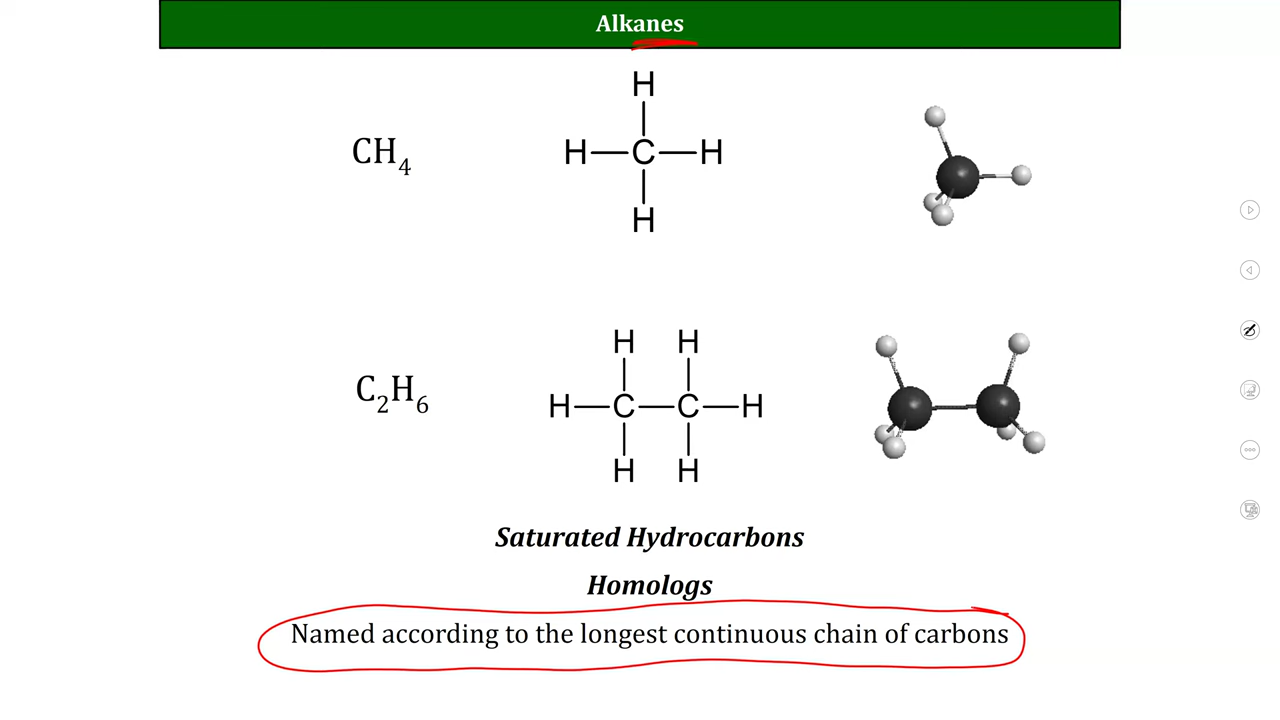 Alkanes
CH4
H
H—C—H
H
C2H6
H H
H—C—C—H
H H
Saturated Hydrocarbons
Homologs
Named according to the longest continuous chain of carbons